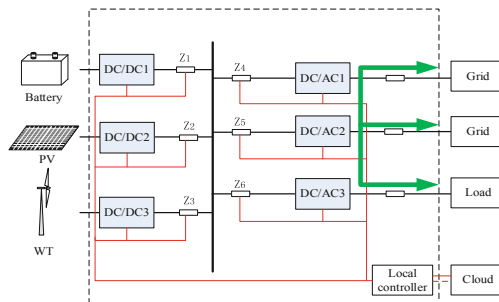 DC/DC1
Z1
Z4
DC/AC1
Grid
Battery
DC/DC2
Z2
Z5
DC/AC2
Grid
PV
DC/DC3
Z3
Z6
DC/AC3
Load
WT
Local
controller
Cloud